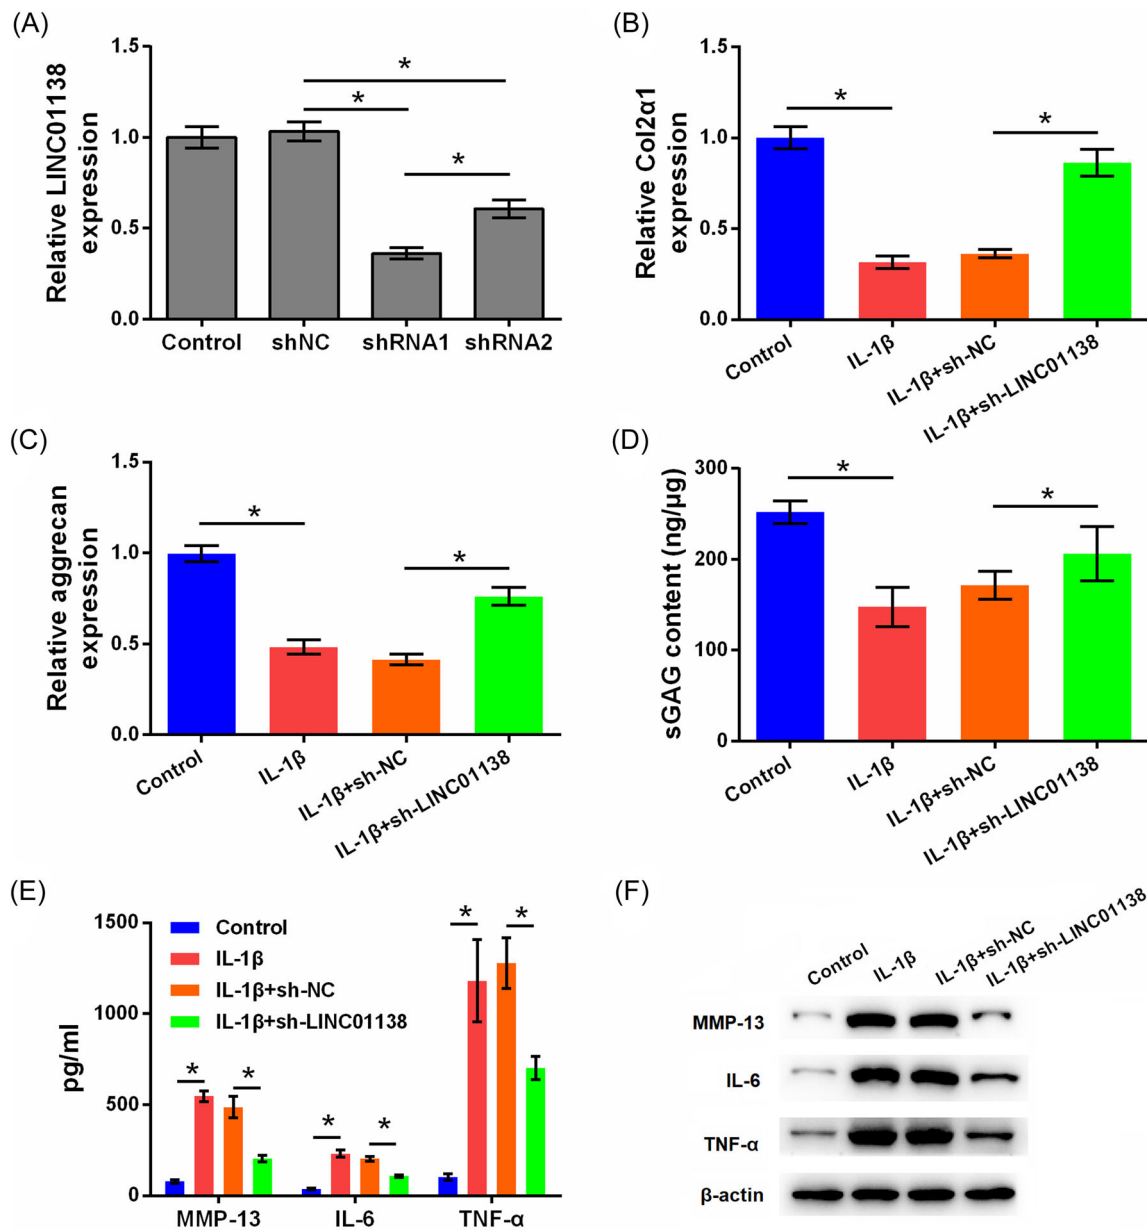 (A)
Relative LINC01138
expression
1.5
1.0
0.5
0.0
*
*
*
Control shNC shRNA1 shRNA2
(B)
Relative Col2α1
expression
1.5
1.0
0.5
0.0
*
*
Control
IL-1β
IL-1β+sh-NC
IL-1β+sh-LINC01138
(C)
Relative aggrecan
expression
1.5
1.0
0.5
0.0
*
*
Control
IL-1β
IL-1β+sh-NC
IL-1β+sh-LINC01138
(D)
sGAG content (ng/μg)
300
200
100
0
*
*
Control
IL-1β
IL-1β+sh-NC
IL-1β+sh-LINC01138
(E)
pg/ml
1500
1000
500
0
Control
IL-1β
IL-1β+sh-NC
IL-1β+sh-LINC01138
*
*
*
*
*
*
MMP-13 IL-6 TNF-α
(F)
Control
IL-1β
IL-1β+sh-NC
IL-1β+sh-LINC01138
MMP-13
IL-6
TNF-α
β-actin